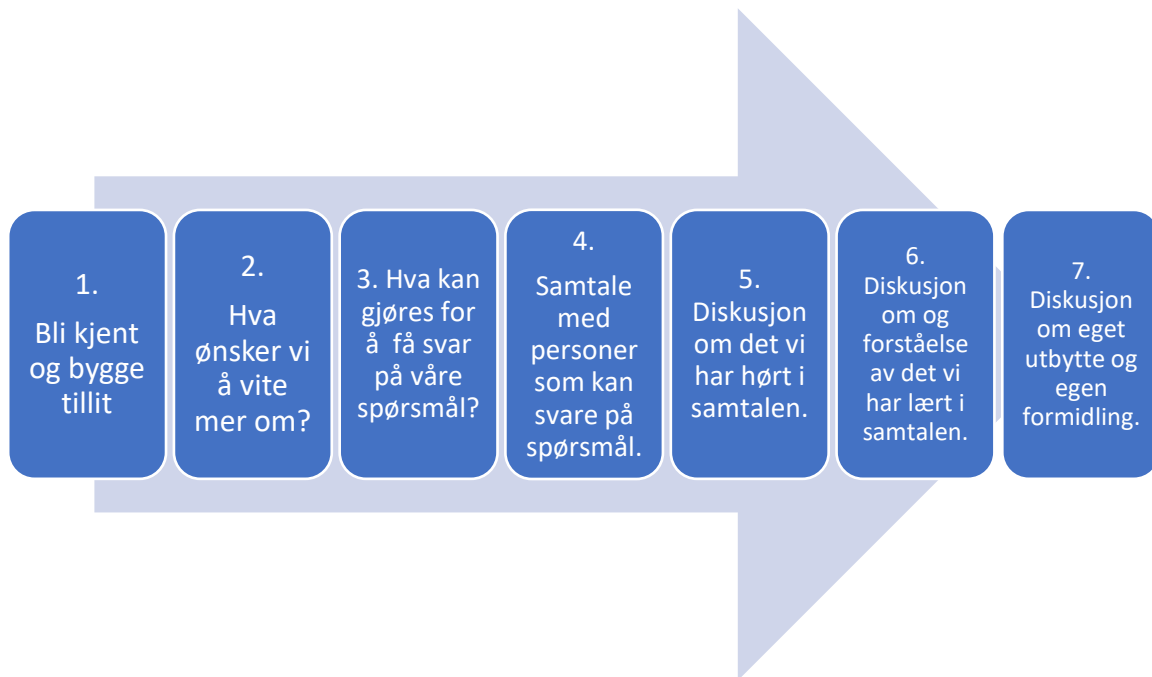 1.
Bli kjent
og bygge
tillit
2.
Hva
ønsker vi
å vite
mer om?
3. Hva kan
gjøres for
å få svar
på våre
spørsmål?
4.
Samtale
med
personer
som kan
svare på
spørsmål.
5.
Diskusjon
om det vi
har hørt i
samtalen.
6.
Diskusjon
om og
forståelse
av det vi
har lært i
samtalen.
7.
Diskusjon
om eget
utbytte og
egen
formidling.